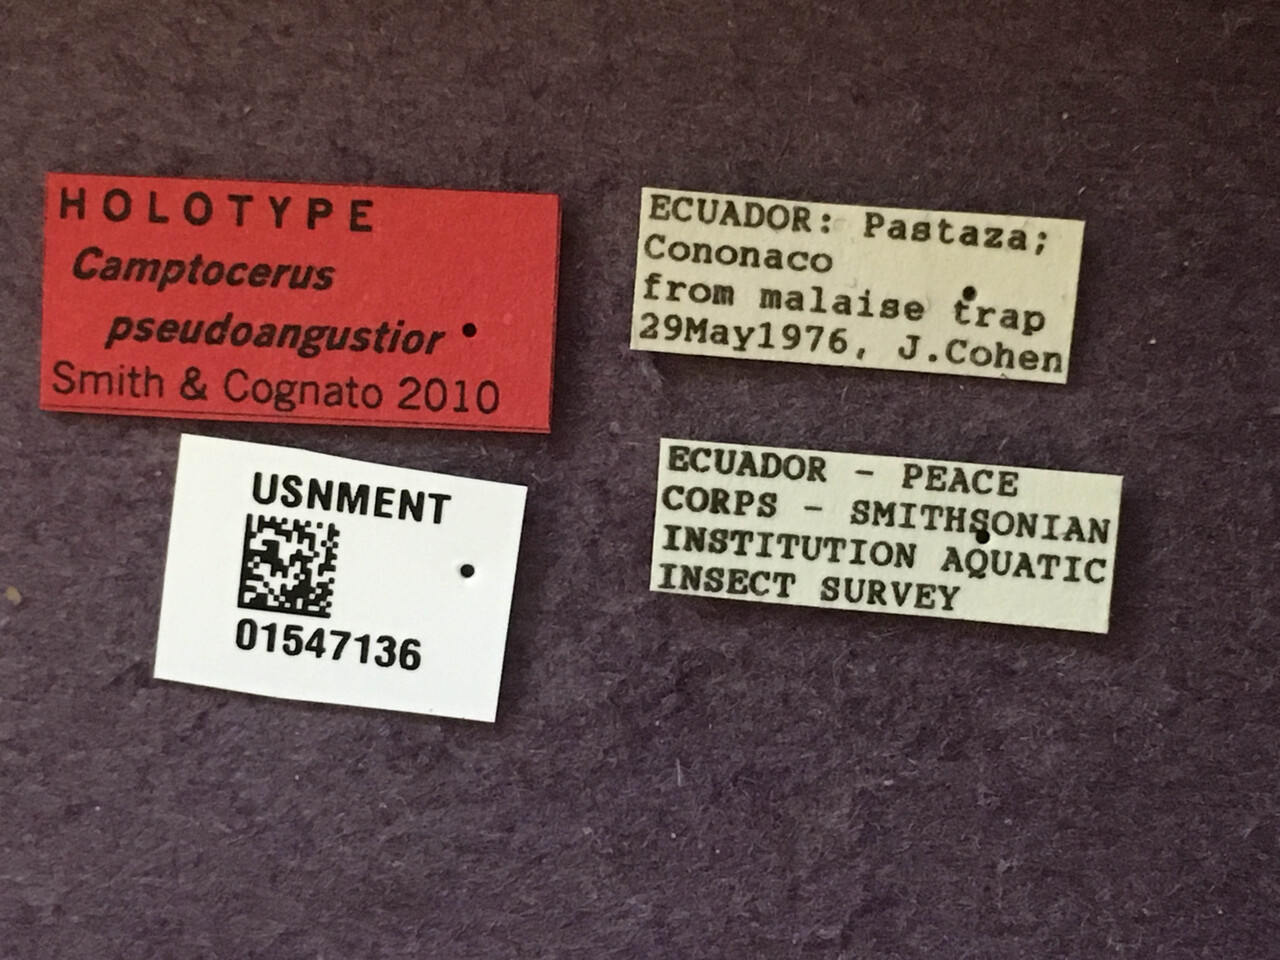 HOLOTYPE
Camptocerus
pseudoangustior
Smith & Cognato 2010
USNMENT
01547136
ECUADOR: Pastaza;
Cononaco
from malaise trap
29May1976, J.Cohen
ECUADOR - PEACE
CORPS - SMITHSONIAN
INSTITUTION AQUATIC
INSECT SURVEY